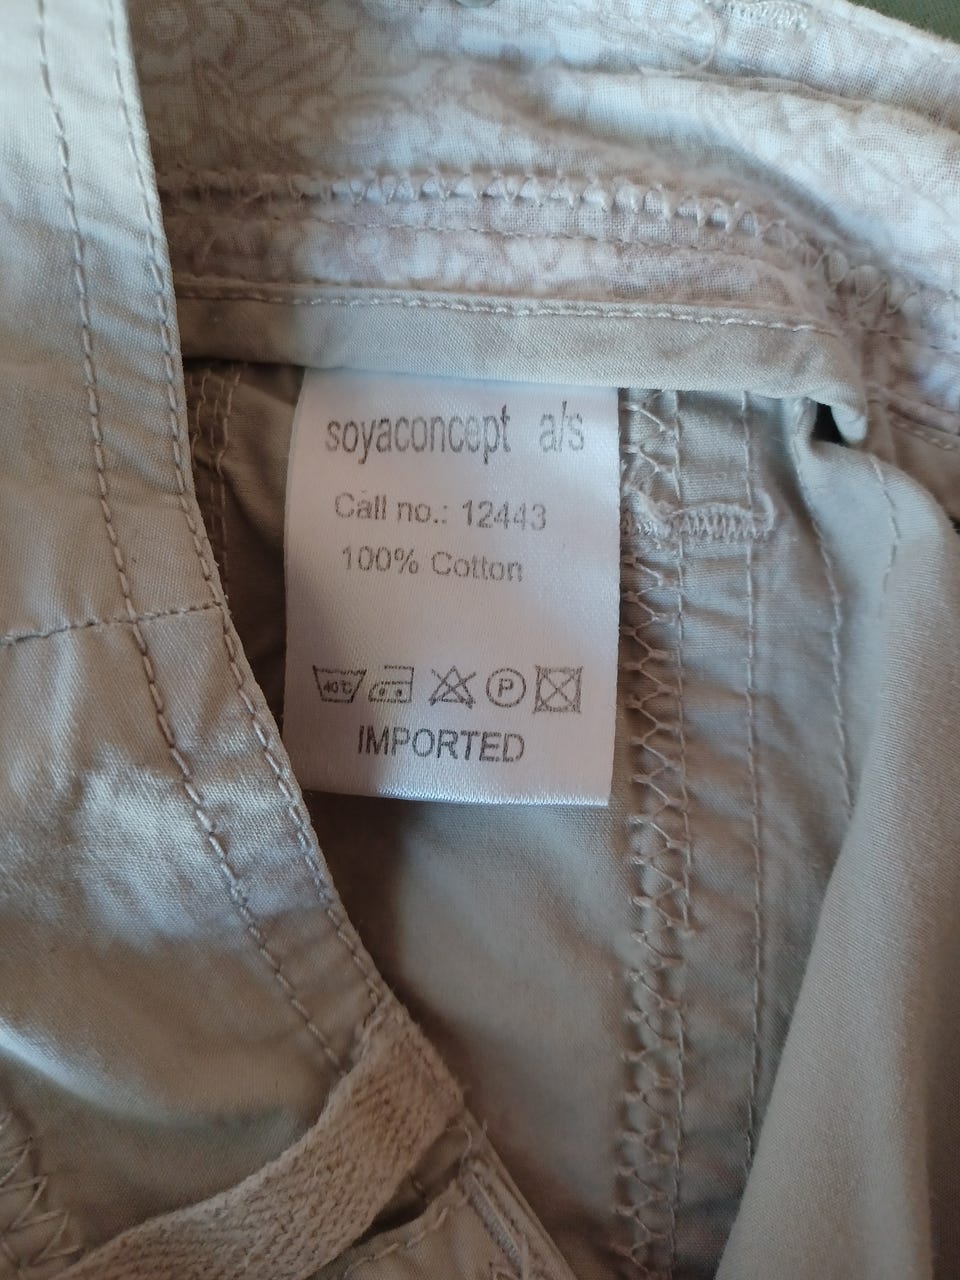 soyaconcept a/s
Call no.: 12443
100% Cotton
40°C P
IMPORTED